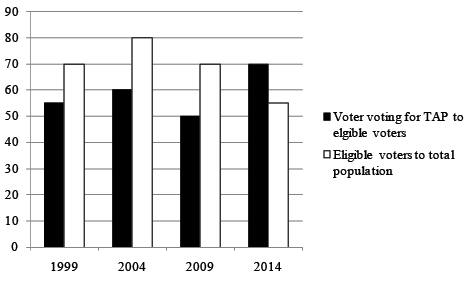 90
80
70
60
50
40
30
20
10
0
1999 2004 2009 2014
Voter voting for TAP to
elgible voters
Eligible voters to total
population